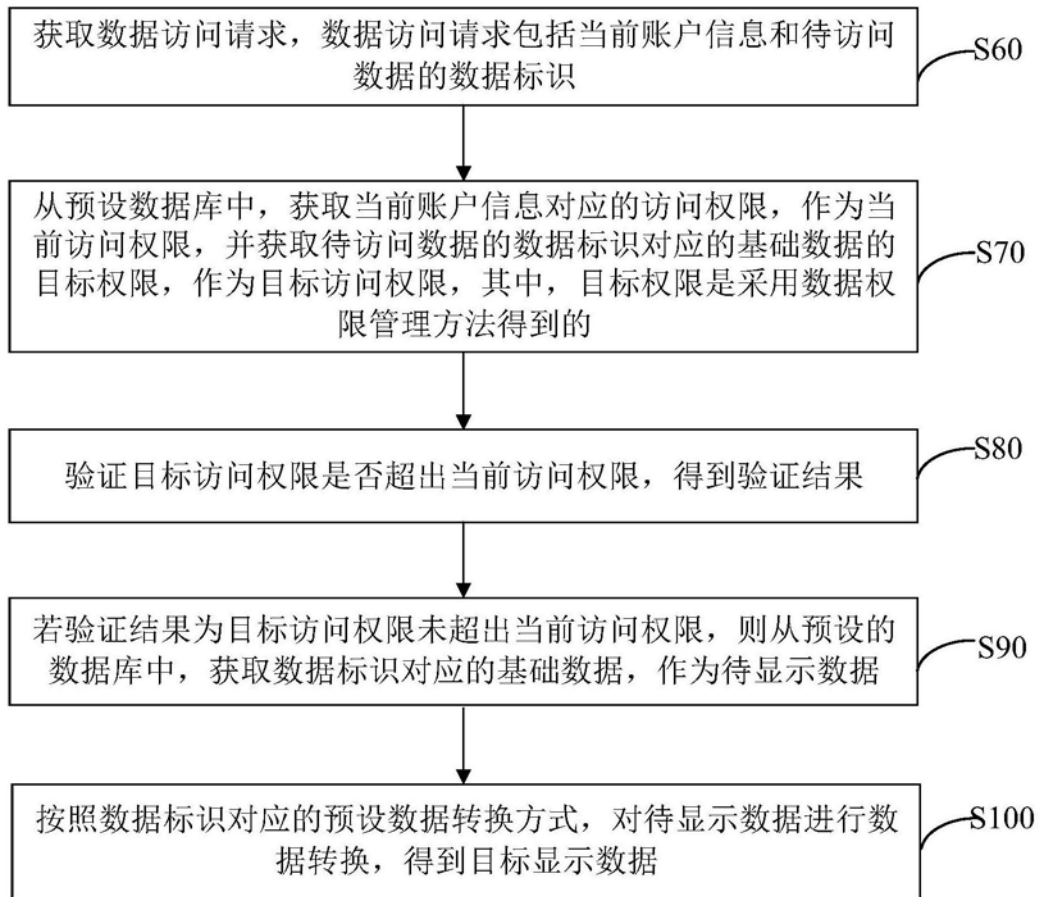 获取数据访问请求，数据访问请求包括当前账户信息和待访问
数据的数据标识
S60
从预设数据库中，获取当前账户信息对应的访问权限，作为当
前访问权限，并获取待访问数据的数据标识对应的基础数据的
目标权限，作为目标访问权限，其中，目标权限是采用数据权
限管理方法得到的
S70
验证目标访问权限是否超出当前访问权限，得到验证结果
S80
若验证结果为目标访问权限未超出当前访问权限，则从预设的
数据库中，获取数据标识对应的基础数据，作为待显示数据
S90
按照数据标识对应的预设数据转换方式，对待显示数据进行数
据转换，得到目标显示数据
S100